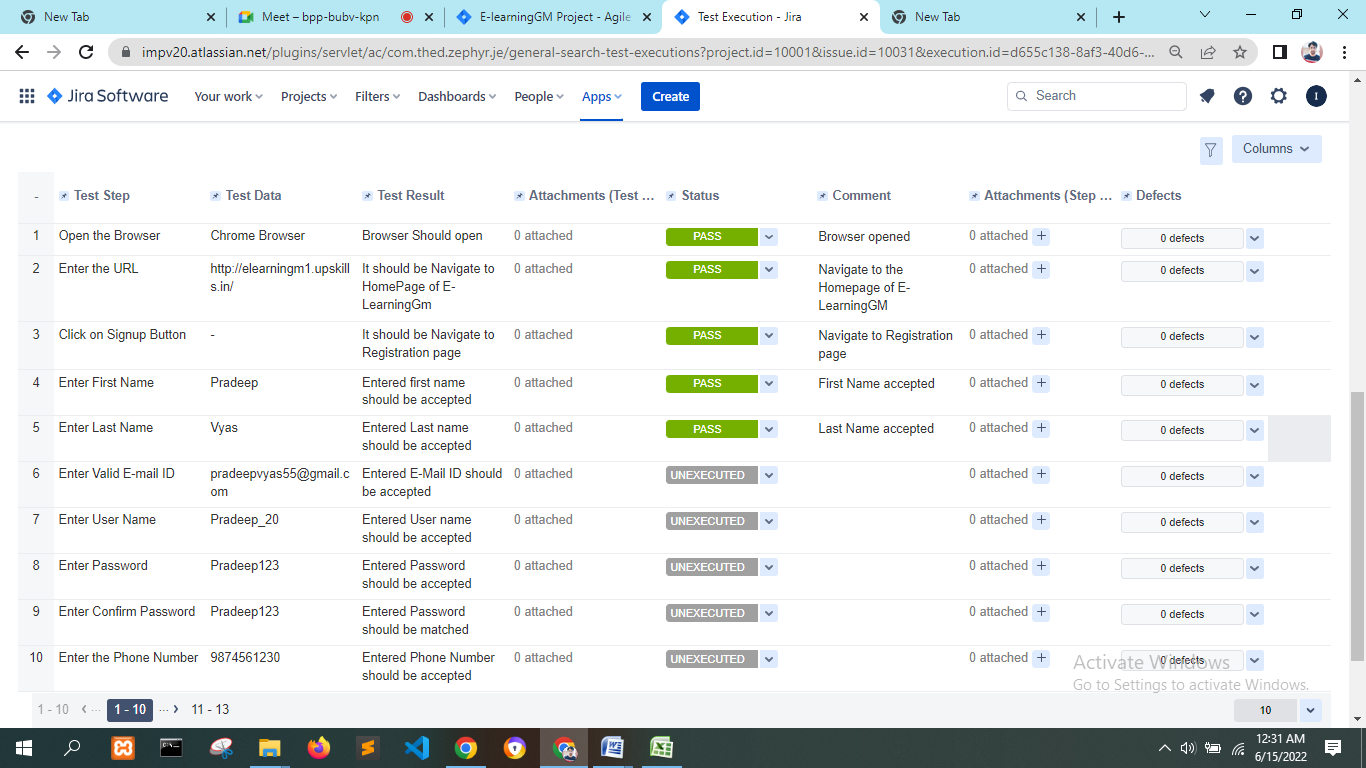 New Tab
Meet – bpp-bubv-kpn
E-learningGM Project - Agile
Test Execution - Jira
New Tab
impv20.atlassian.net/plugins/servlet/ac/com.thed.zephyr.je/general-search-test-executions?project.id=10001&issue.id=10031&execution.id=d655c138-8af3-40d6-...
Jira Software Your work Projects Filters Dashboards People Apps Create Search I
Columns
- Test Step Test Data Test Result Attachments (Test ... Status Comment Attachments (Step ... Defects
1 Open the Browser Chrome Browser Browser Should open 0 attached PASS Browser opened 0 attached + 0 defects
2 Enter the URL http://elearningm1.upskill It should be Navigate to 0 attached PASS Navigate to the 0 attached + 0 defects
s.in/ HomePage of E- Homepage of E-
LearningGm LearningGM
3 Click on Signup Button - It should be Navigate to 0 attached PASS Navigate to Registration 0 attached + 0 defects
Registration page page
4 Enter First Name Pradeep Entered first name 0 attached PASS First Name accepted 0 attached + 0 defects
should be accepted
5 Enter Last Name Vyas Entered Last name 0 attached PASS Last Name accepted 0 attached + 0 defects
should be accepted
6 Enter Valid E-mail ID pradeepvyas55@gmail.c Entered E-Mail ID should 0 attached UNEXECUTED 0 attached + 0 defects
om be accepted
7 Enter User Name Pradeep_20 Entered User name 0 attached UNEXECUTED 0 attached + 0 defects
should be accepted
8 Enter Password Pradeep123 Entered Password 0 attached UNEXECUTED 0 attached + 0 defects
should be accepted
9 Enter Confirm Password Pradeep123 Entered Password 0 attached UNEXECUTED 0 attached + 0 defects
should be matched
10 Enter the Phone Number 9874561230 Entered Phone Number 0 attached UNEXECUTED 0 attached + 0 defects
should be accepted
Activate Windows
Go to Settings to activate Windows.
1 - 10 ... 1 - 10 ... 11 - 13 10
12:31 AM
6/15/2022